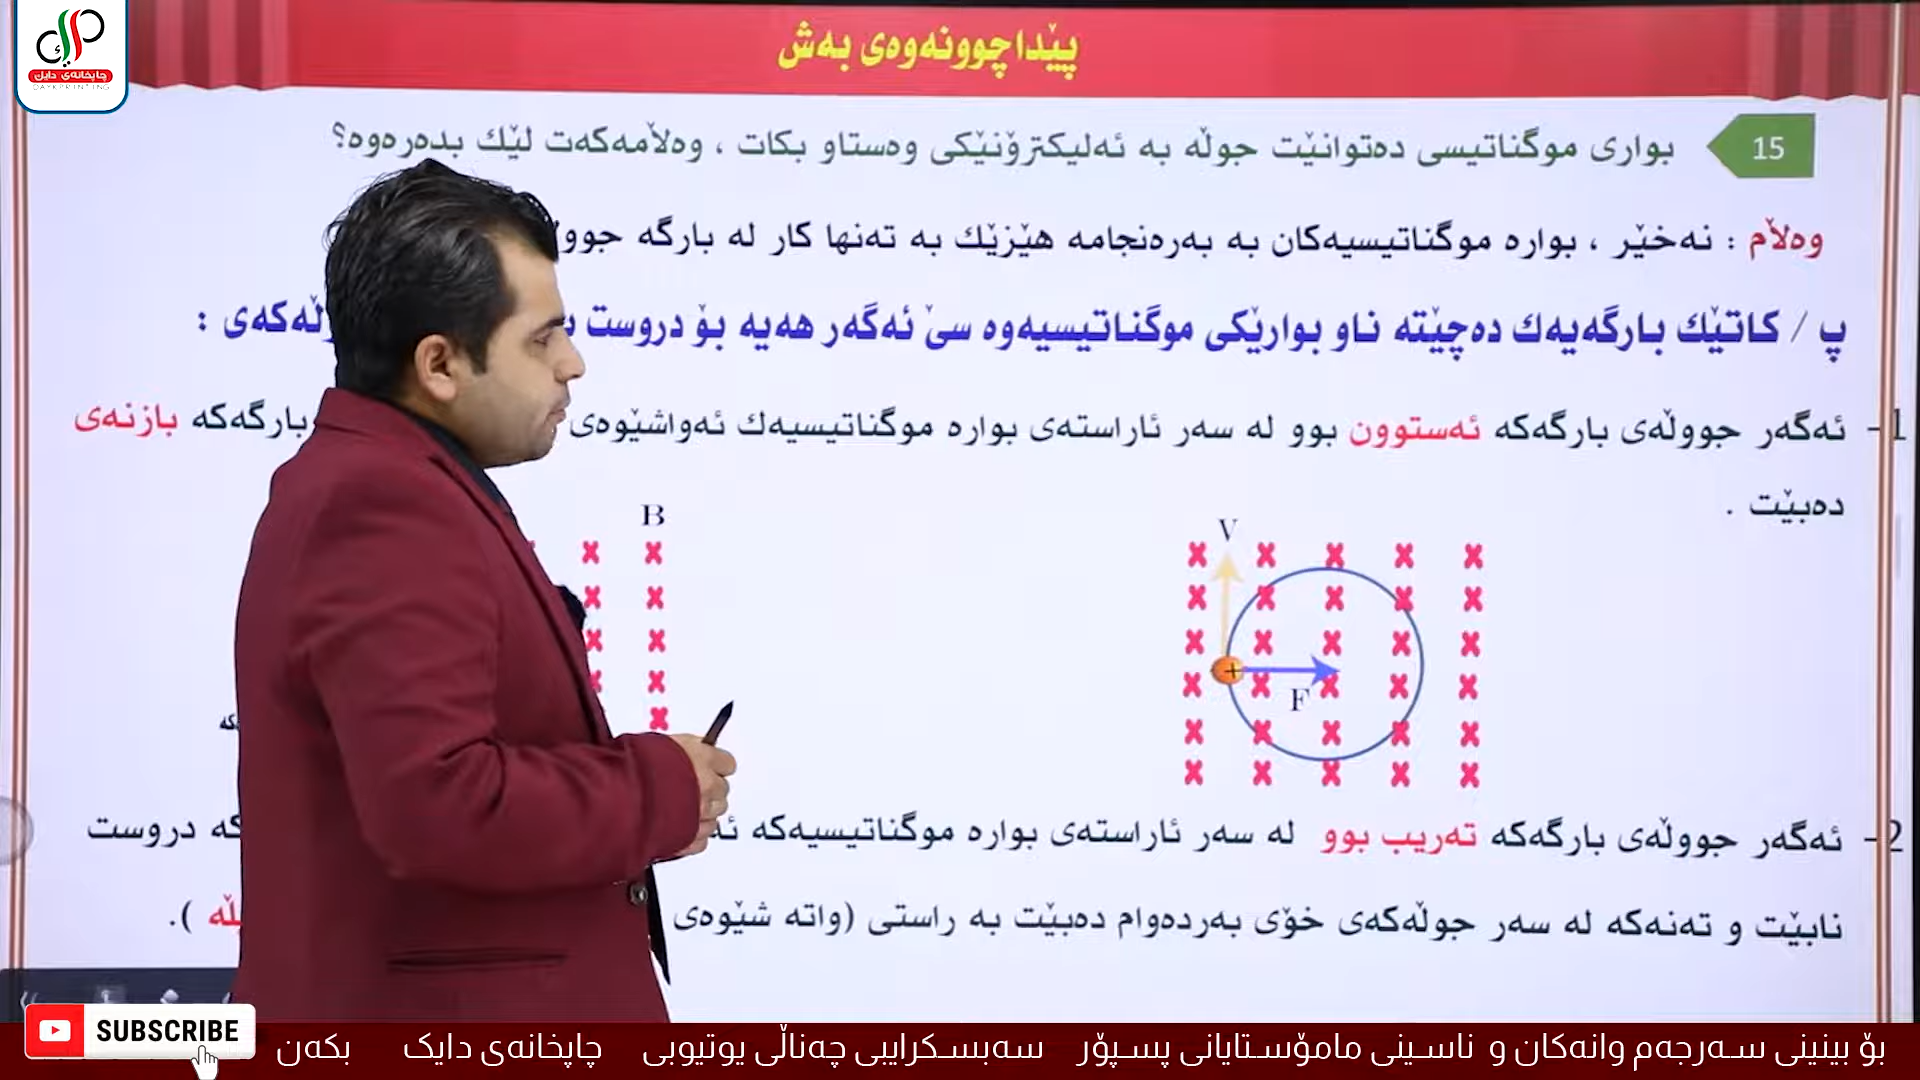 چاپخانەی دایک
DAYKPRINTING
پێداچوونەوەی بەش
15
بواری موگناتیسی دەتوانێت جوڵە بە ئەلیکترۆنێکی وەستاو بکات ، وەڵامەکەت لێك بدەرەوە؟
وەڵام : نەخێر ، بوارە موگناتیسیەکان بە بەرەنجامە هێزێك بە تەنها کار لە بارگە
پ / کاتێك بارگەیەك دەچێتە ناو بوارێکی موگناتیسیەوە سێ ئەگەر هەیە بۆ دروست :
1- ئەگەر جووڵەی بارگەکە ئەستوون بوو لە سەر ئاراستەی بوارە موگناتیسیەك ئەواشێوەی بارگەکە بازنەی
دەبێت .
B
V
F
+
2- ئەگەر جووڵەی بارگەکە تەریب بوو لە سەر ئاراستەی بوارە موگناتیسیەکە دروست
نابێت و تەنەکە لە سەر جوڵەکەی خۆی بەردەوام دەبێت بە راستی (واتە شێوەی ).
SUBSCRIBE
بۆ بینینی سەرجەم وانەکان و ناسینی مامۆستایانی پسپۆر سەبسکرایبی چەناڵی یوتیوبی چاپخانەی دایک بکەن